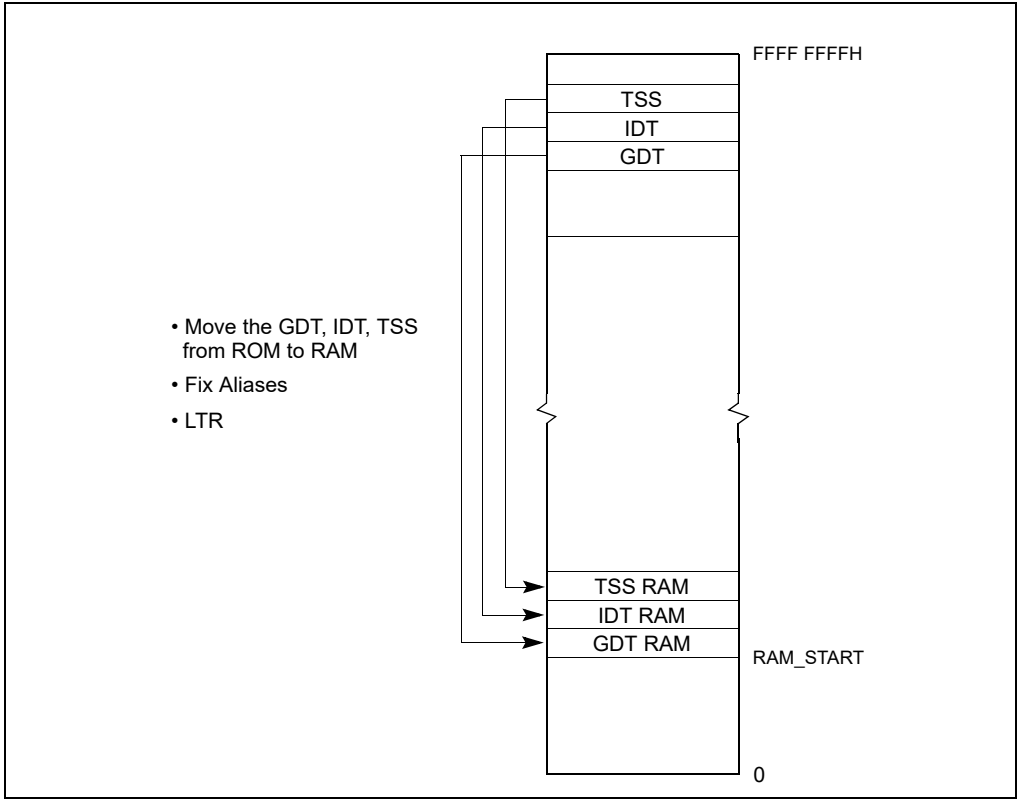 FFFF FFFFH
TSS
IDT
GDT
• Move the GDT, IDT, TSS
from ROM to RAM
• Fix Aliases
• LTR
TSS RAM
IDT RAM
GDT RAM
RAM_START
0